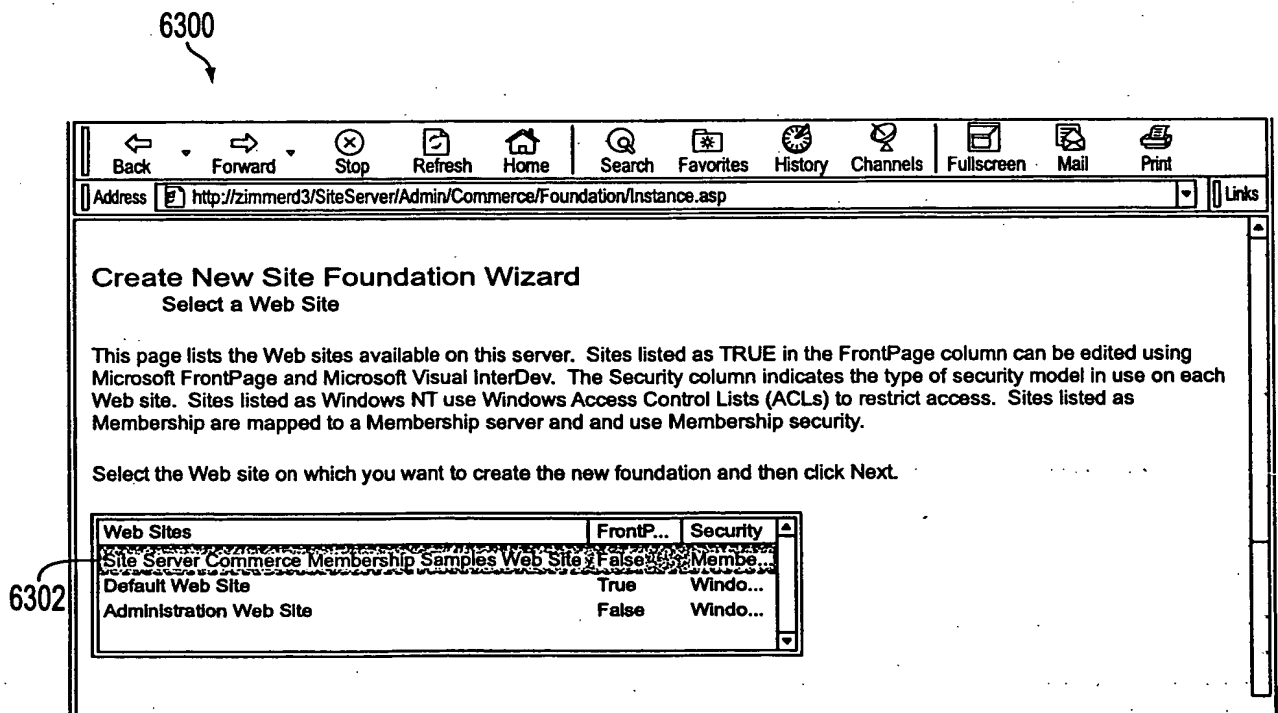 6300
Back Forward Stop Refresh Home Search Favorites History Channels Fullscreen Mail Print
Address http://zimmerd3/SiteServer/Admin/Commerce/Foundation/Instance.asp Links
Create New Site Foundation Wizard
Select a Web Site
This page lists the Web sites available on this server. Sites listed as TRUE in the FrontPage column can be edited using
Microsoft FrontPage and Microsoft Visual InterDev. The Security column indicates the type of security model in use on each
Web site. Sites listed as Windows NT use Windows Access Control Lists (ACLs) to restrict access. Sites listed as
Membership are mapped to a Membership server and and use Membership security.
Select the Web site on which you want to create the new foundation and then click Next.
Web Sites FrontP... Security
Site Server Commerce Membership Samples Web Site False Membe...
6302
Default Web Site True Windo...
Administration Web Site False Windo...